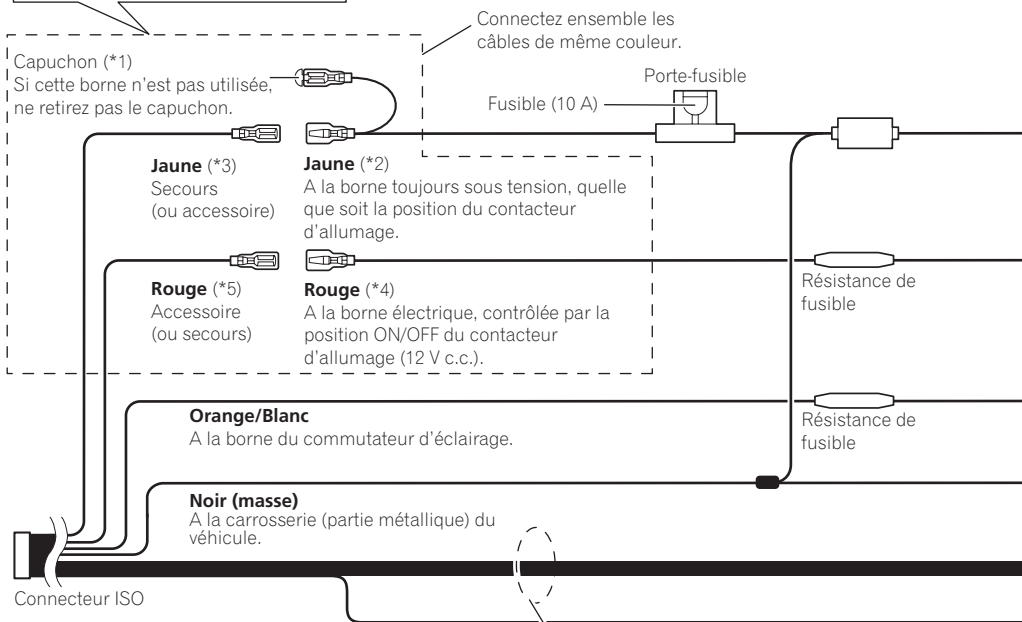 Connectez ensemble les
câbles de même couleur.
Capuchon (*1)
Si cette borne n'est pas utilisée,
ne retirez pas le capuchon.
Porte-fusible
Fusible (10 A)
Jaune (*3)
Secours
(ou accessoire)
Jaune (*2)
A la borne toujours sous tension, quelle
que soit la position du contacteur
d'allumage.
Rouge (*5)
Accessoire
(ou secours)
Rouge (*4)
A la borne électrique, contrôlée par la
position ON/OFF du contacteur
d'allumage (12 V c.c.).
Résistance de
fusible
Orange/Blanc
A la borne du commutateur d'éclairage.
Résistance de
fusible
Noir (masse)
A la carrosserie (partie métallique) du
véhicule.
Connecteur ISO